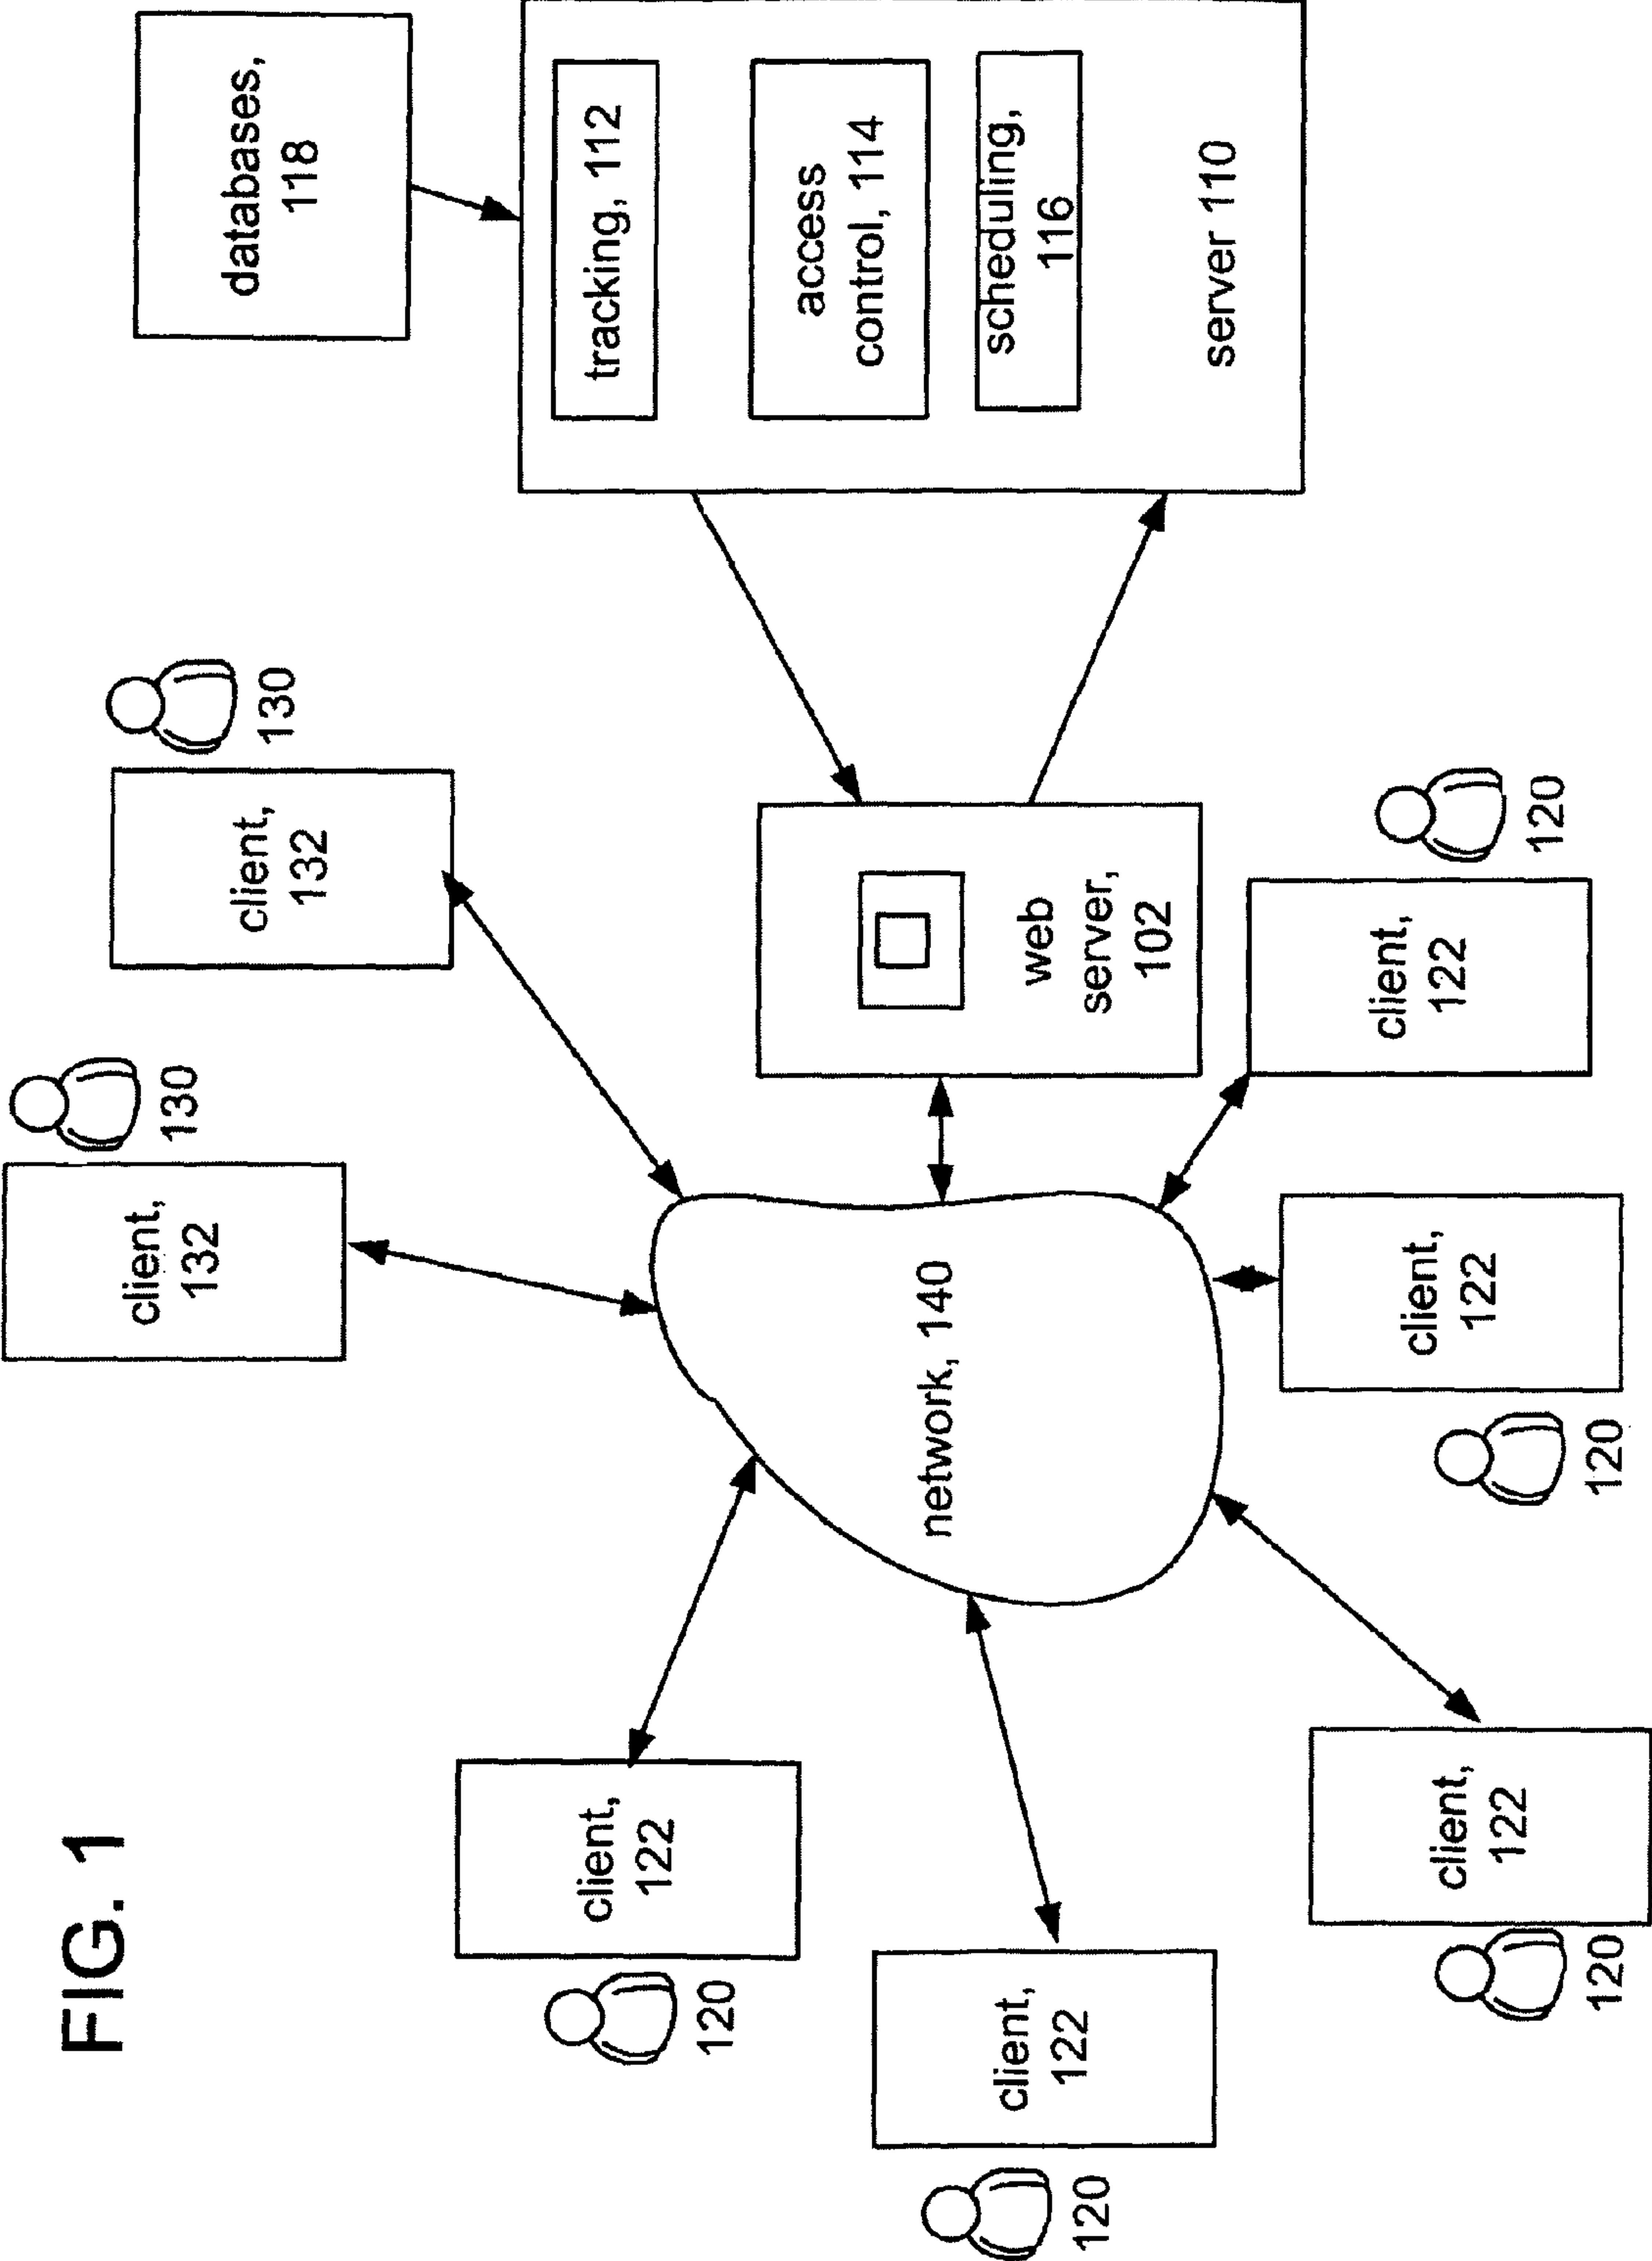 FIG. 1
client,
132
130
client,
132
130
databases,
118
client,
122
120
tracking, 112
access
control, 114
scheduling,
116
server 110
network, 140
web
server,
102
client,
122
120
client,
122
120
client,
122
120
client,
122
120